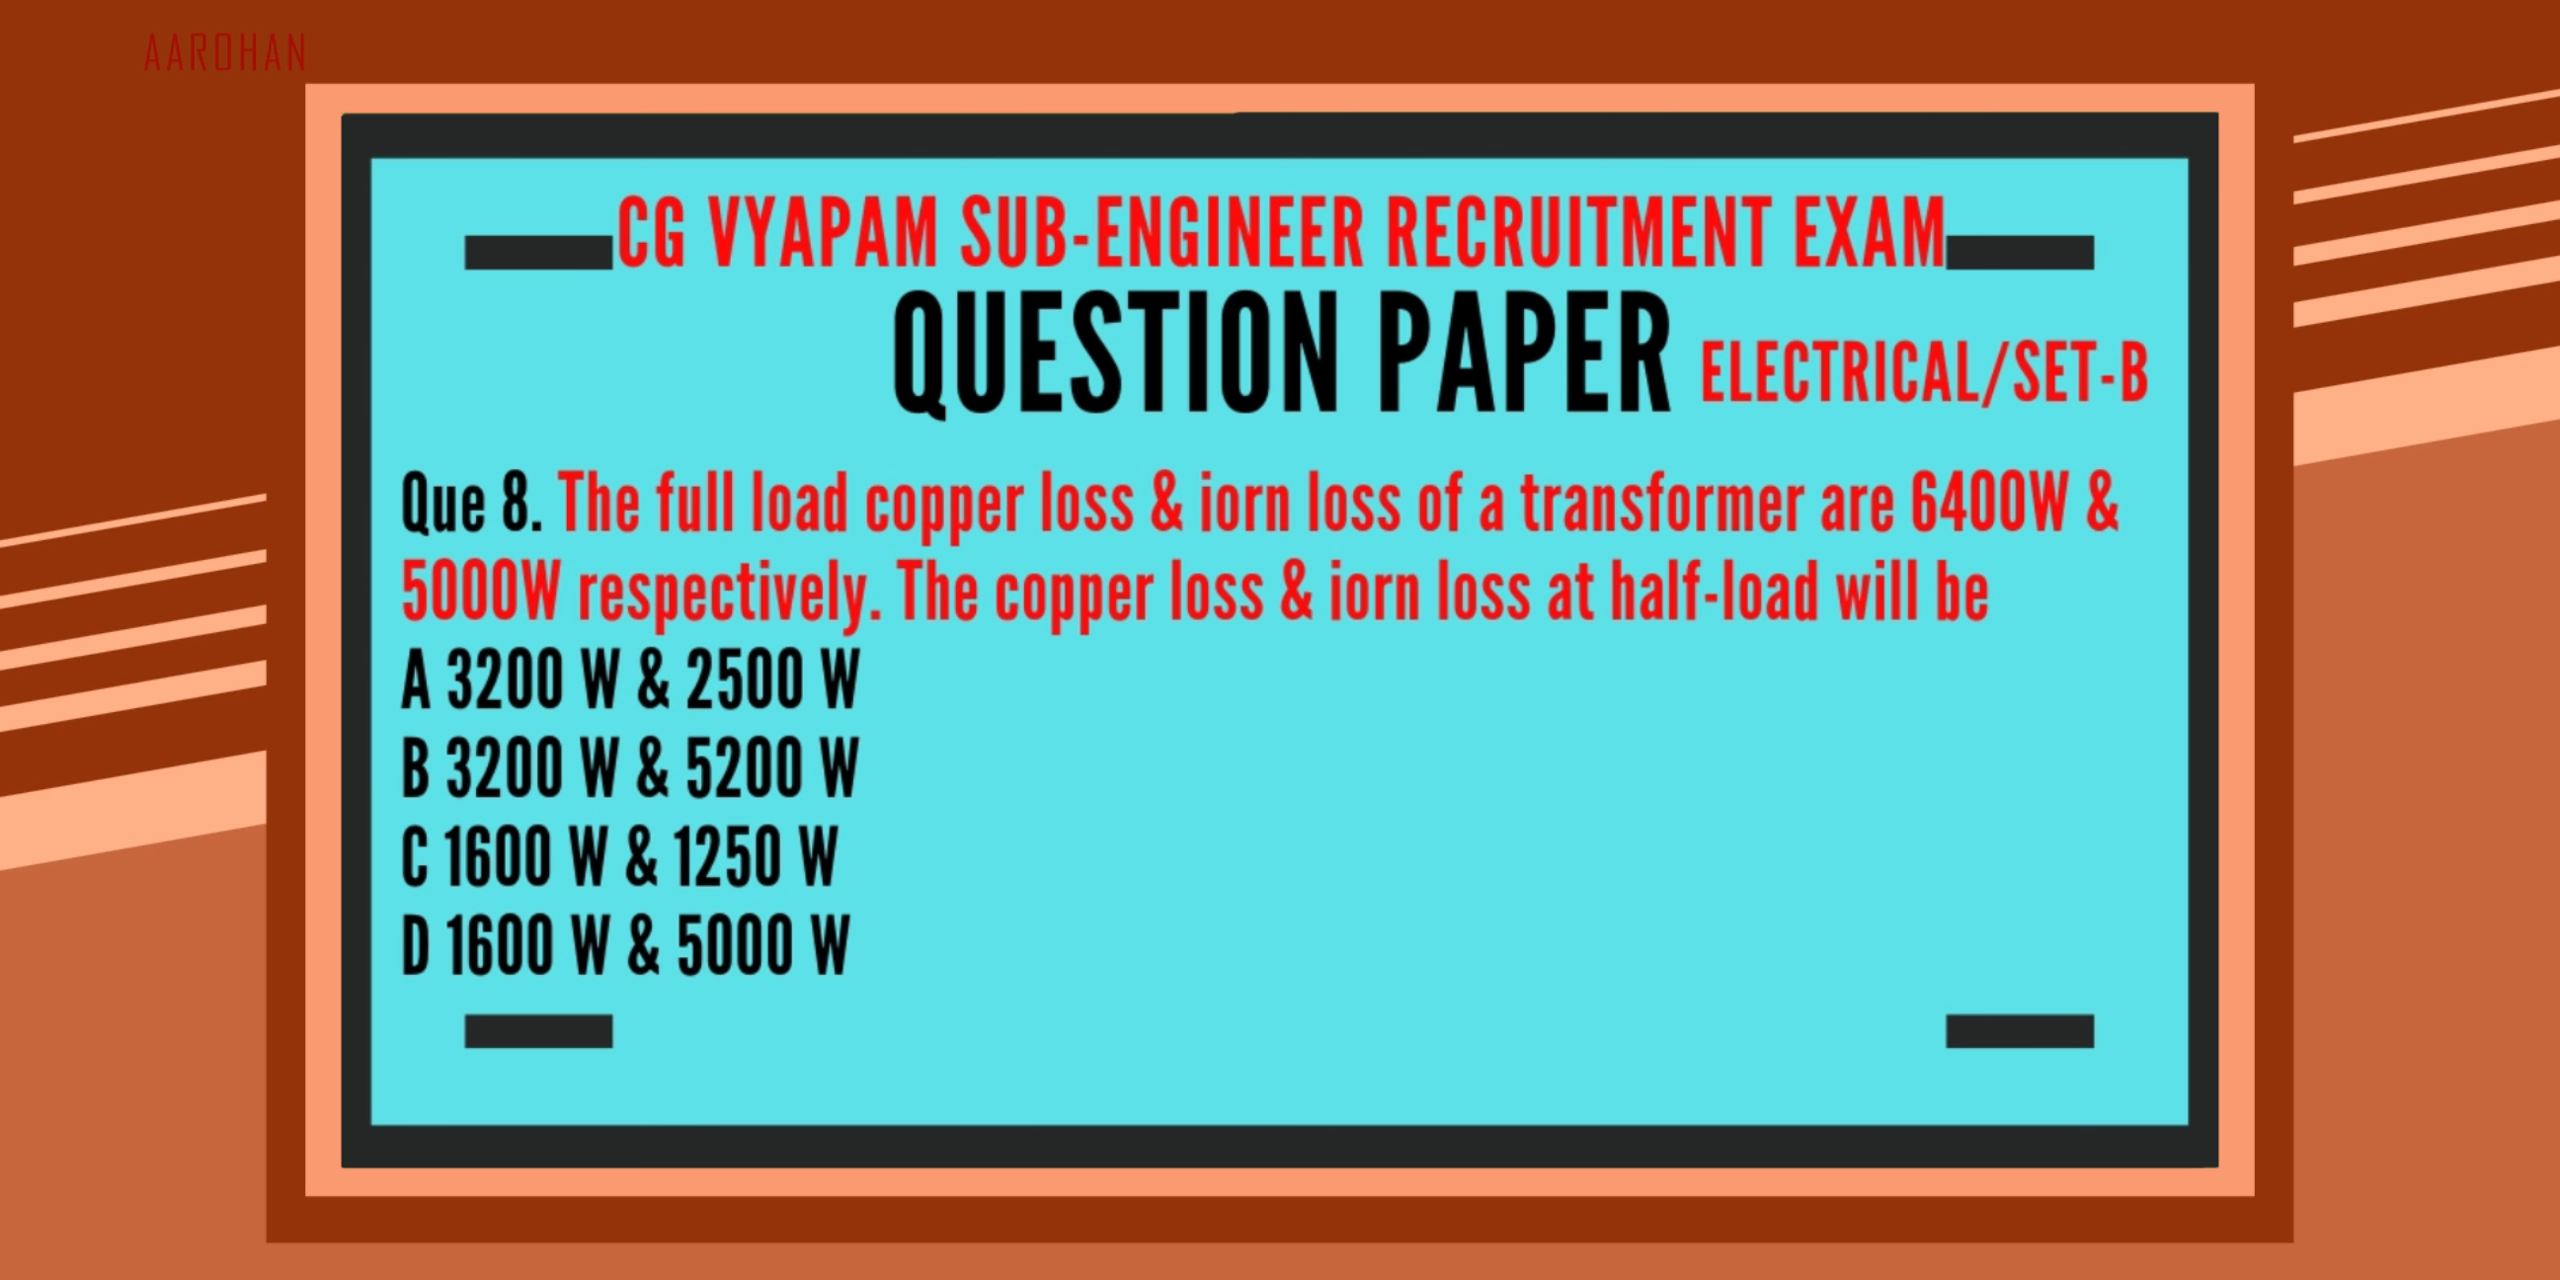 AAROHAN
CG VYAPAM SUB-ENGINEER RECRUITMENT EXAM
QUESTION PAPER ELECTRICAL/SET-B
Que 8. The full load copper loss & iorn loss of a transformer are 6400W &
5000W respectively. The copper loss & iorn loss at half-load will be
A 3200 W & 2500 W
B 3200 W & 5200 W
C 1600 W & 1250 W
D 1600 W & 5000 W